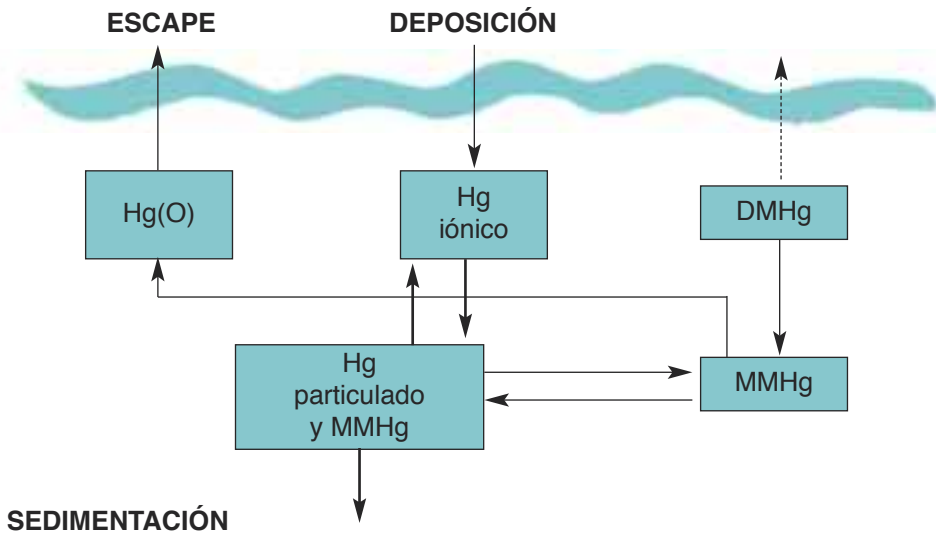 ESCAPE
DEPOSICIÓN
Hg(O)
Hg
iónico
DMHg
Hg
particulado
y MMHg
MMHg
SEDIMENTACIÓN